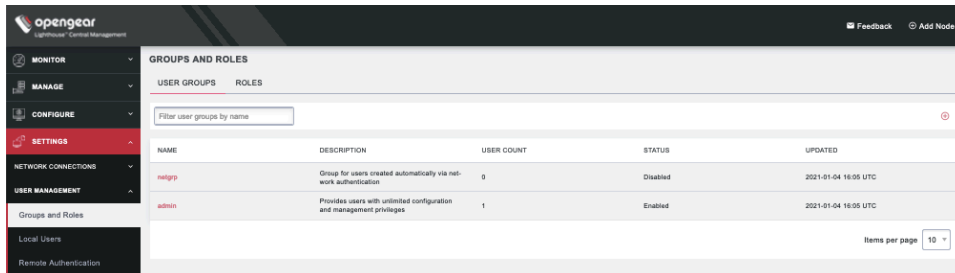 opengear
Lighthouse™ Central Management
Feedback
Add Node
MONITOR
MANAGE
CONFIGURE
SETTINGS
NETWORK CONNECTIONS
USER MANAGEMENT
Groups and Roles
Local Users
Remote Authentication
GROUPS AND ROLES
USER GROUPS ROLES
Filter user groups by name
NAME DESCRIPTION USER COUNT STATUS UPDATED
netgrp Group for users created automatically via net- 0 Disabled 2021-01-04 16:05 UTC
work authentication
admin Provides users with unlimited configuration 1 Enabled 2021-01-04 16:05 UTC
and management privileges
Items per page 10